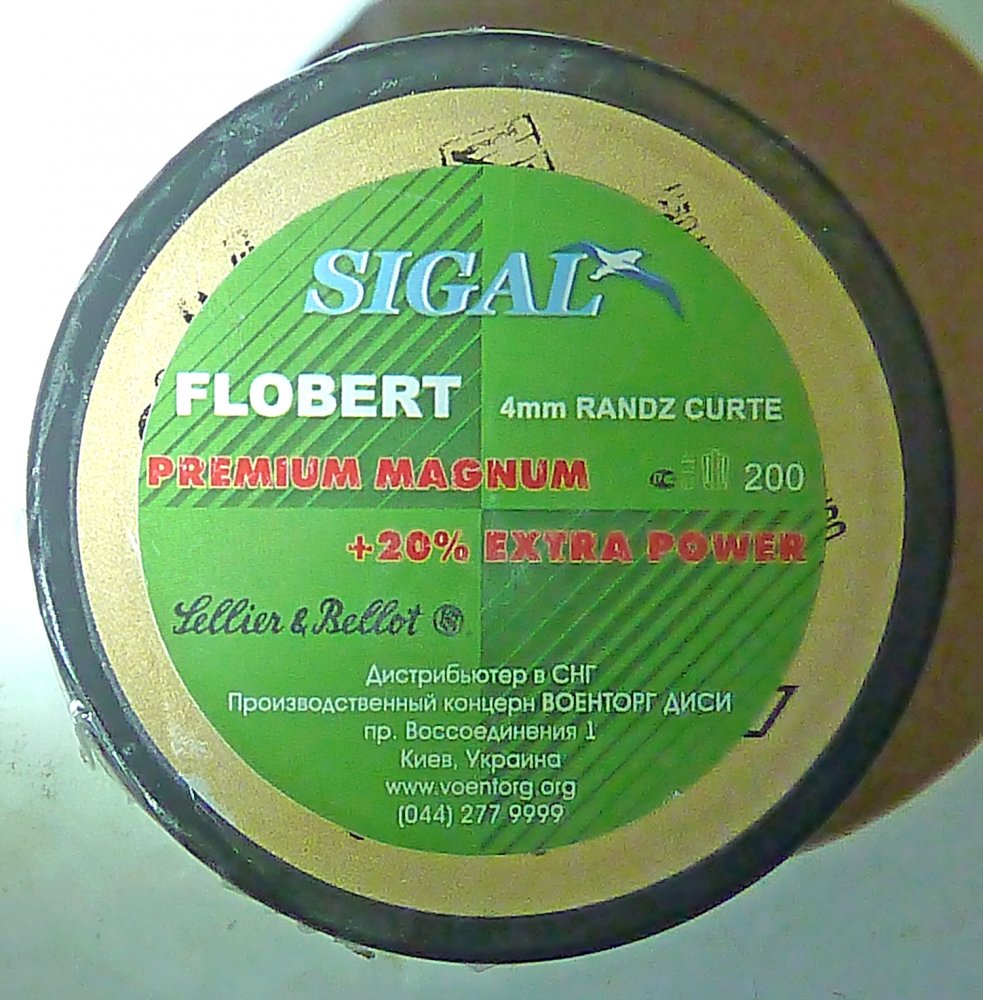 SIGAL
FLOBERT 4mm RANDZ CURTE
PREMIUM MAGNUM 200
+20% EXTRA POWER
Sellier & Bellot
Дистрибьютер в СНГ
Производственный концерн ВОЕНТОРГ ДИСИ
пр. Воссоединения 1
Киев, Украина
www.voentorg.org
(044) 277 9999